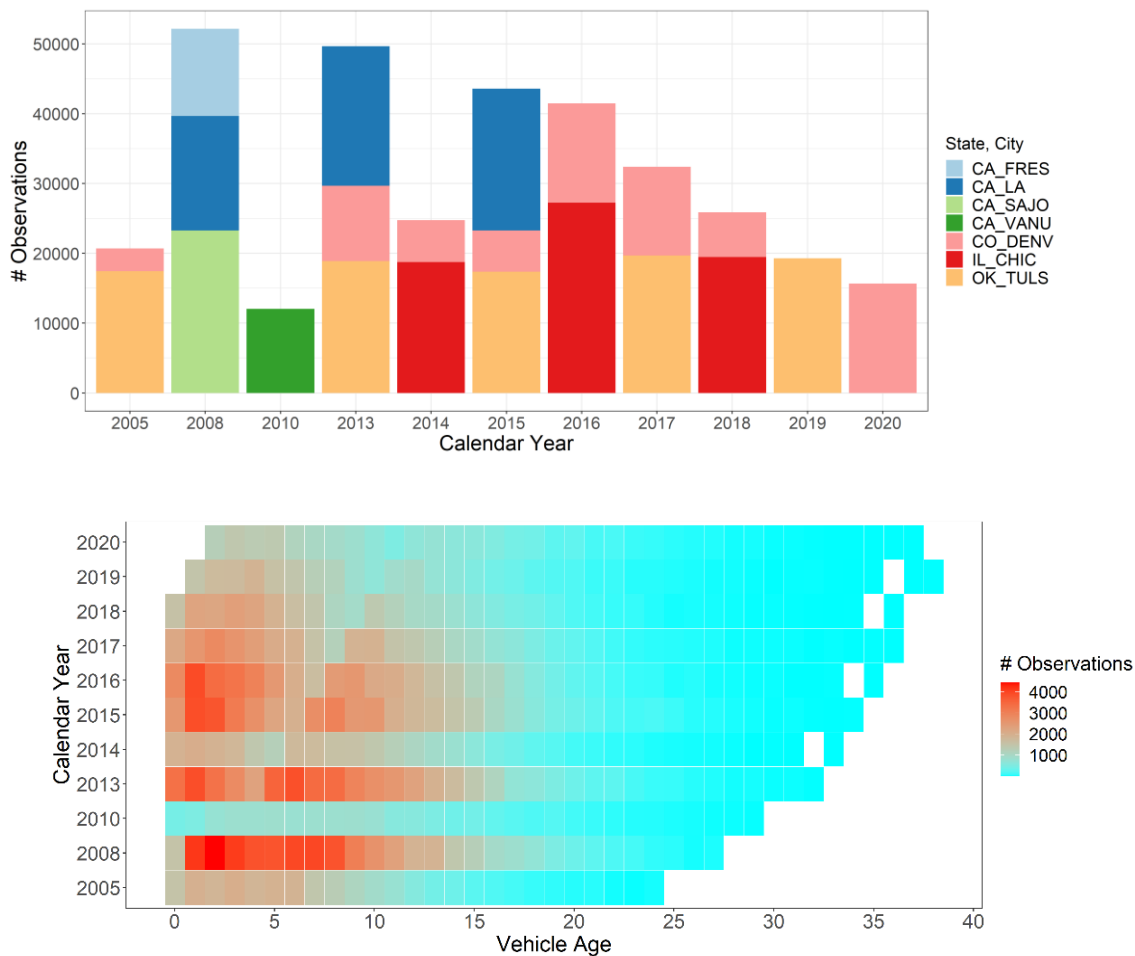 50000
40000
30000
20000
10000
0
# Observations
2005 2008 2010 2013 2014 2015 2016 2017 2018 2019 2020
Calendar Year
State, City
CA_FRES
CA_LA
CA_SAJO
CA_VANU
CO_DENV
IL_CHIC
OK_TULS
2020
2019
2018
2017
2016
2015
2014
2013
2010
2008
2005
Calendar Year
0 5 10 15 20 25 30 35 40
Vehicle Age
# Observations
4000
3000
2000
1000